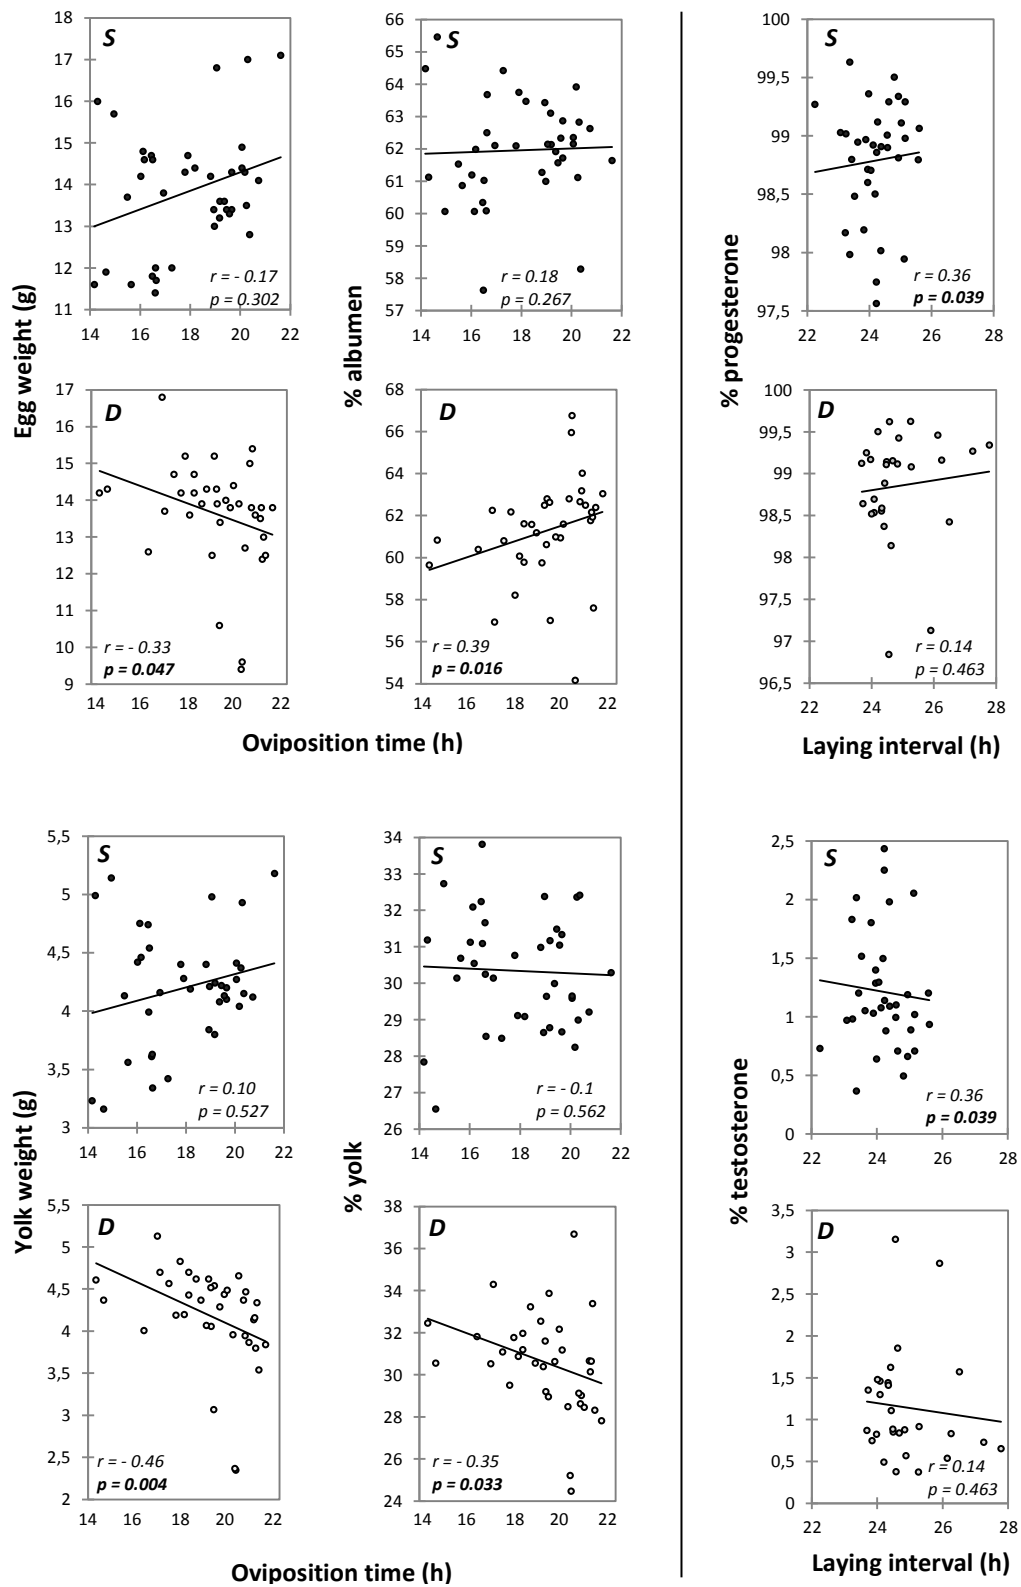 Egg weight (g)
18
17
16
15
14
13
12
11
S
r = - 0.17
p = 0.302
14 16 18 20 22
17
16
15
14
13
12
11
10
9
D
r = - 0.33
p = 0.047
14 16 18 20 22
% albumen
66
65
64
63
62
61
60
59
58
57
S
r = 0.18
p = 0.267
14 16 18 20 22
68
66
64
62
60
58
56
54
D
r = 0.39
p = 0.016
14 16 18 20 22
Oviposition time (h)
% progesterone
100
99,5
99
98,5
98
97,5
S
r = 0.36
p = 0.039
22 24 26 28
100
99,5
99
98,5
98
97,5
97
96,5
D
r = 0.14
p = 0.463
22 24 26 28
Laying interval (h)
Yolk weight (g)
5,5
5
4,5
4
3,5
3
S
r = 0.10
p = 0.527
14 16 18 20 22
5,5
5
4,5
4
3,5
3
2,5
2
D
r = - 0.46
p = 0.004
14 16 18 20 22
% yolk
34
33
32
31
30
29
28
27
26
S
r = - 0.1
p = 0.562
14 16 18 20 22
38
36
34
32
30
28
26
24
D
r = - 0.35
p = 0.033
14 16 18 20 22
Oviposition time (h)
% testosterone
2,5
2
1,5
1
0,5
0
S
r = 0.36
p = 0.039
22 24 26 28
3,5
3
2,5
2
1,5
1
0,5
0
D
r = 0.14
p = 0.463
22 24 26 28
Laying interval (h)